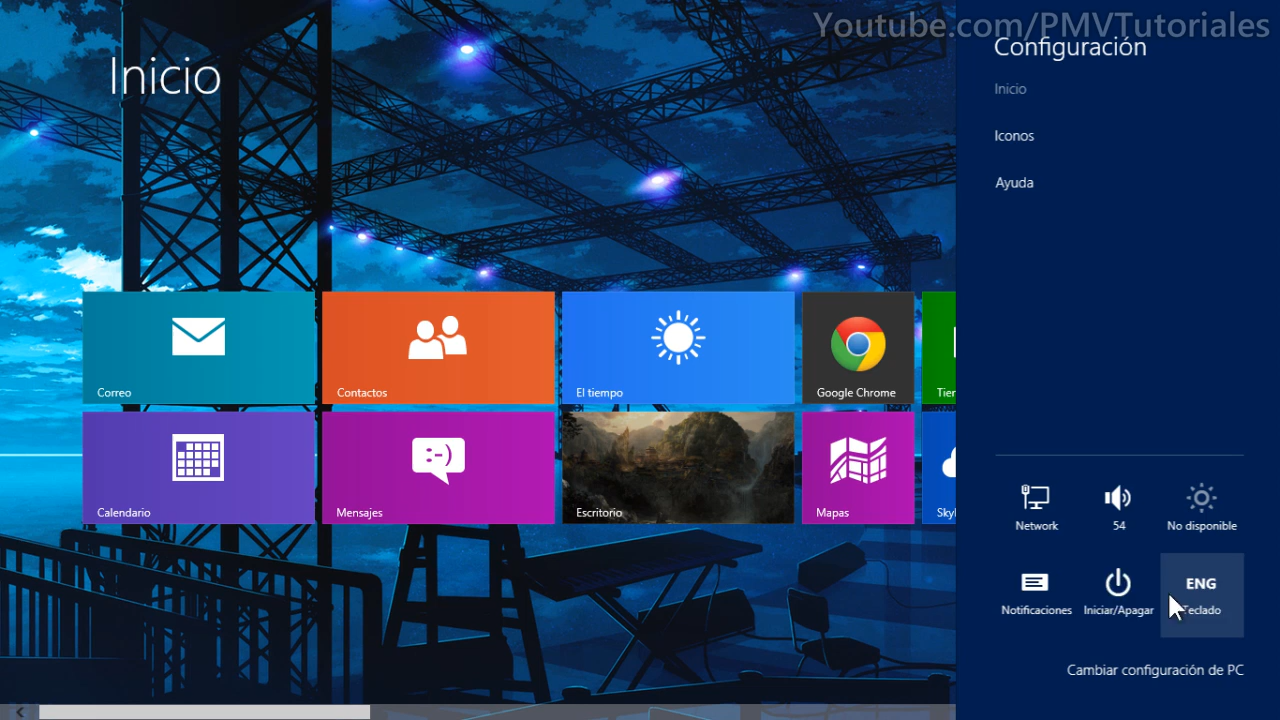 Youtube.com/PMVTutoriales
Inicio
Configuración
Inicio
Iconos
Ayuda
Correo
Contactos
El tiempo
Google Chrome
Calendario
Mensajes
Escritorio
Mapas
Network
54
No disponible
ENG
Notificaciones
Iniciar/Apagar
Teclado
Cambiar configuración de PC